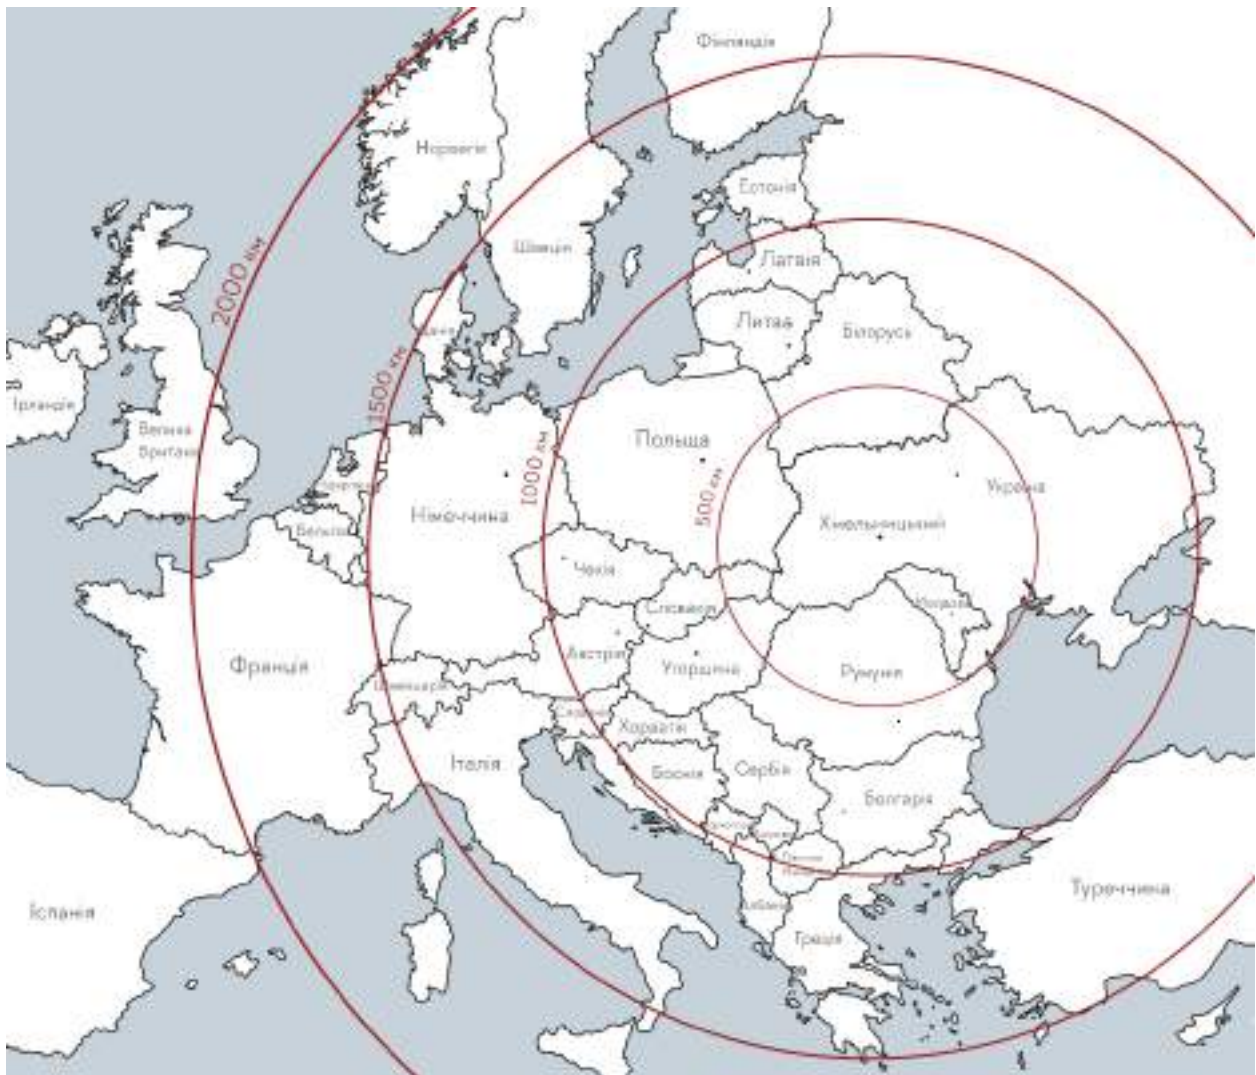 Фінляндія
Норвегія
Естонія
Швеція
Латвія
2000 км
Литва
Білорусь
1500 км
Ірландія
Велика
Британія
Польща
1000 км
500 км
Україна
Німеччина
Хмельницький
Бельгія
Чехія
Словакія
Молдова
Австрія
Угорщина
Румунія
Франція
Швейцарія
Хорватія
Італія
Боснія
Сербія
Болгарія
Туреччина
Іспанія
Албанія
Греція